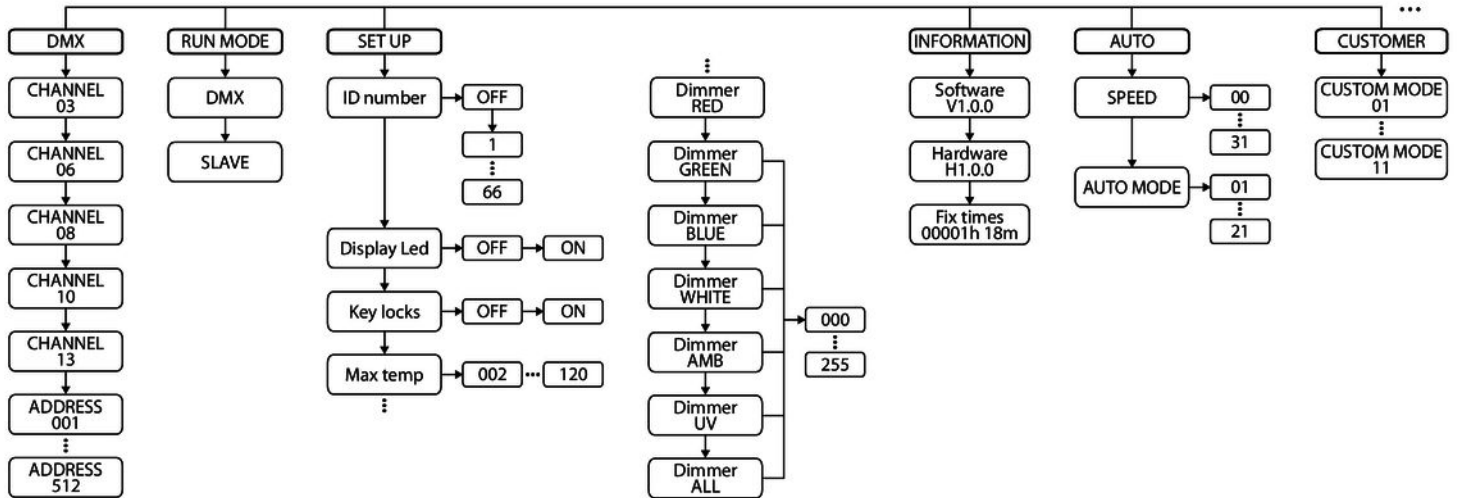 DMX
CHANNEL
03
CHANNEL
06
CHANNEL
08
CHANNEL
10
CHANNEL
13
ADDRESS
001
ADDRESS
512
RUN MODE
DMX
SLAVE
SET UP
ID number
OFF
1
66
Display Led
OFF
ON
Key locks
OFF
ON
Max temp
002
120
Dimmer
RED
Dimmer
GREEN
Dimmer
BLUE
Dimmer
WHITE
Dimmer
AMB
Dimmer
UV
Dimmer
ALL
000
255
INFORMATION
Software
V1.0.0
Hardware
H1.0.0
Fix times
00001h 18m
AUTO
SPEED
00
31
AUTO MODE
01
21
CUSTOMER
CUSTOM MODE
01
CUSTOM MODE
11